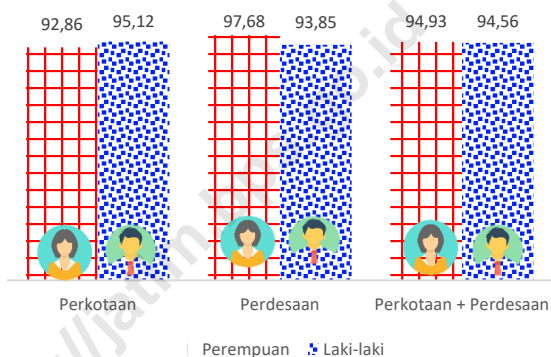 92,86 95,12 97,68 93,85 94,93 94,56
Perkotaan Perdesaan Perkotaan + Perdesaan
Perempuan Laki-laki